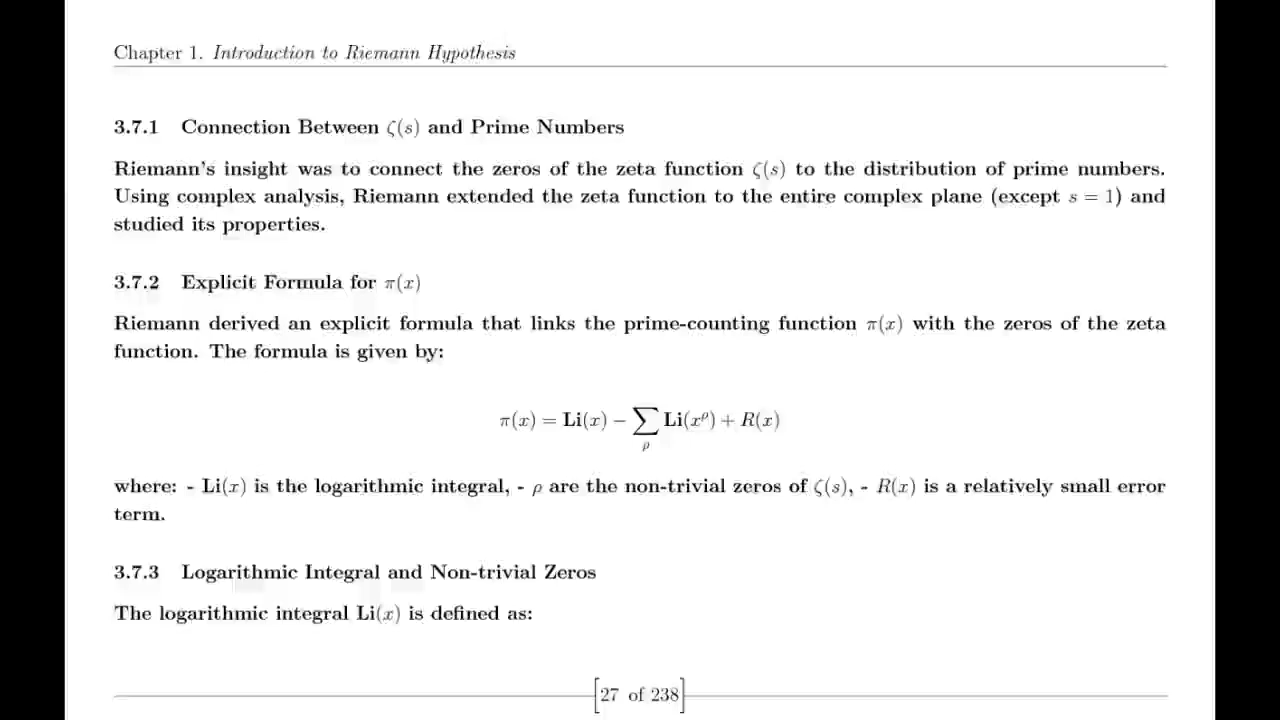 Chapter 1. Introduction to Riemann Hypothesis
3.7.1 Connection Between ζ(s) and Prime Numbers
Riemann's insight was to connect the zeros of the zeta function ζ(s) to the distribution of prime numbers.
Using complex analysis, Riemann extended the zeta function to the entire complex plane (except s = 1) and
studied its properties.
3.7.2 Explicit Formula for π(x)
Riemann derived an explicit formula that links the prime-counting function π(x) with the zeros of the zeta
function. The formula is given by:
π(x) = Li(x) − ∑ Li(x^ρ) + R(x)
ρ
where: - Li(x) is the logarithmic integral, - ρ are the non-trivial zeros of ζ(s), - R(x) is a relatively small error
term.
3.7.3 Logarithmic Integral and Non-trivial Zeros
The logarithmic integral Li(x) is defined as:
[27 of 238]